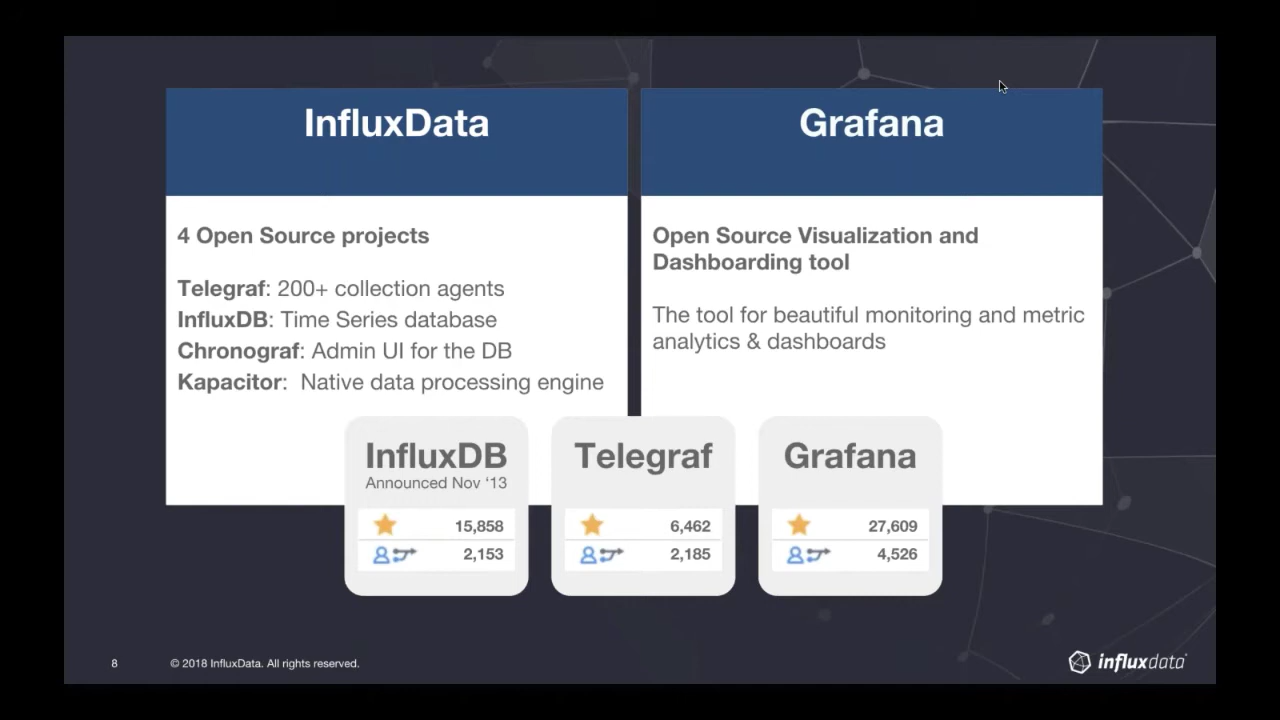 InfluxData
4 Open Source projects
Telegraf: 200+ collection agents
InfluxDB: Time Series database
Chronograf: Admin UI for the DB
Kapacitor:  Native data processing engine
Grafana
Open Source Visualization and
Dashboarding tool
The tool for beautiful monitoring and metric
analytics & dashboards
InfluxDB
Announced Nov ‘13
15,858
2,153
Telegraf
6,462
2,185
Grafana
27,609
4,526
8
© 2018 InfluxData. All rights reserved.
influxdata